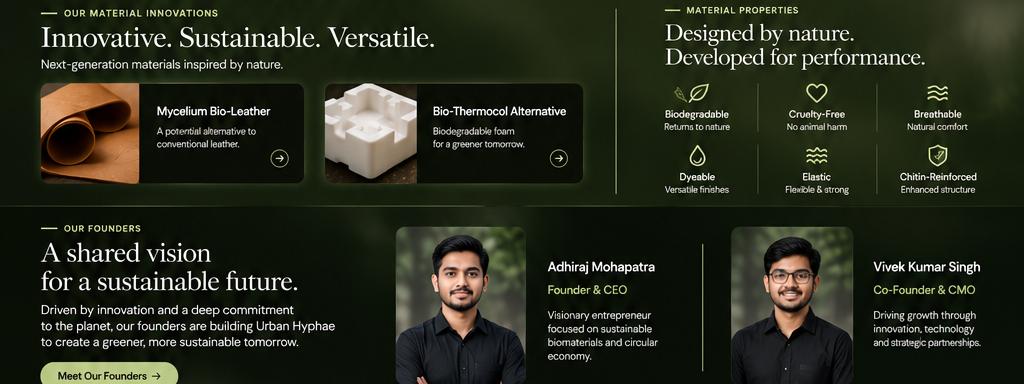 OUR MATERIAL INNOVATIONS
Innovative. Sustainable. Versatile.
Next-generation materials inspired by nature.
Mycelium Bio-Leather
A potential alternative to
conventional leather.
Bio-Thermocol Alternative
Biodegradable foam
for a greener tomorrow.
MATERIAL PROPERTIES
Designed by nature.
Developed for performance.
Biodegradable
Returns to nature
Cruelty-Free
No animal harm
Breathable
Natural comfort
Dyeable
Versatile finishes
Elastic
Flexible & strong
Chitin-Reinforced
Enhanced structure
OUR FOUNDERS
A shared vision
for a sustainable future.
Driven by innovation and a deep commitment
to the planet, our founders are building Urban Hyphae
to create a greener, more sustainable tomorrow.
Meet Our Founders →
Adhiraj Mohapatra
Founder & CEO
Visionary entrepreneur
focused on sustainable
biomaterials and circular
economy.
Vivek Kumar Singh
Co-Founder & CMO
Driving growth through
innovation, technology
and strategic partnerships.